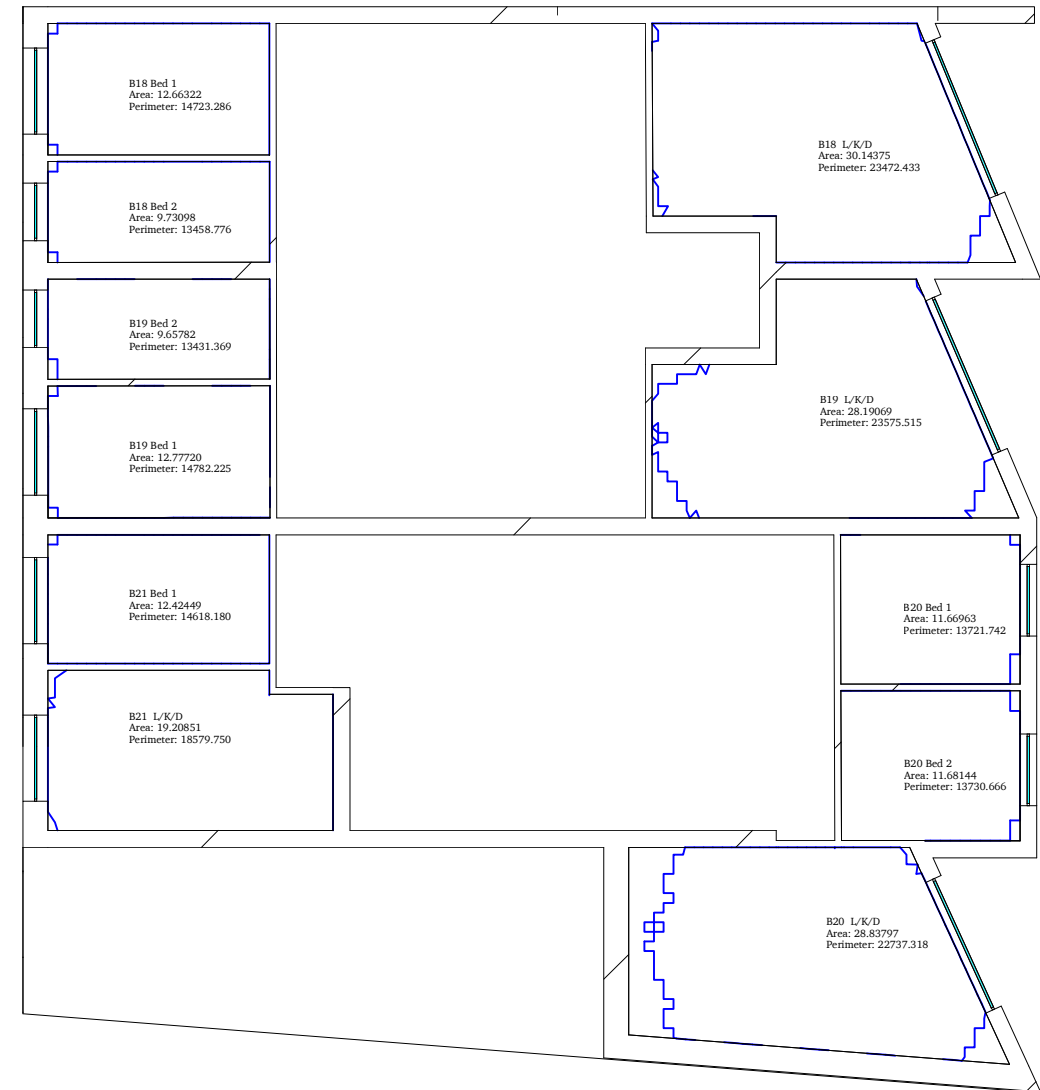 B18 Bed 1
Area: 12.66322
Perimeter: 14723.286
B18 L/K/D
Area: 30.14375
Perimeter: 23472.433
B18 Bed 2
Area: 9.73098
Perimeter: 13458.776
B19 Bed 2
Area: 9.65782
Perimeter: 13431.369
B19 L/K/D
Area: 28.19069
Perimeter: 23575.515
B19 Bed 1
Area: 12.77720
Perimeter: 14782.225
B21 Bed 1
Area: 12.42449
Perimeter: 14618.180
B20 Bed 1
Area: 11.66963
Perimeter: 13721.742
B21 L/K/D
Area: 19.20851
Perimeter: 18579.750
B20 Bed 2
Area: 11.68144
Perimeter: 13730.666
B20 L/K/D
Area: 28.83797
Perimeter: 22737.318